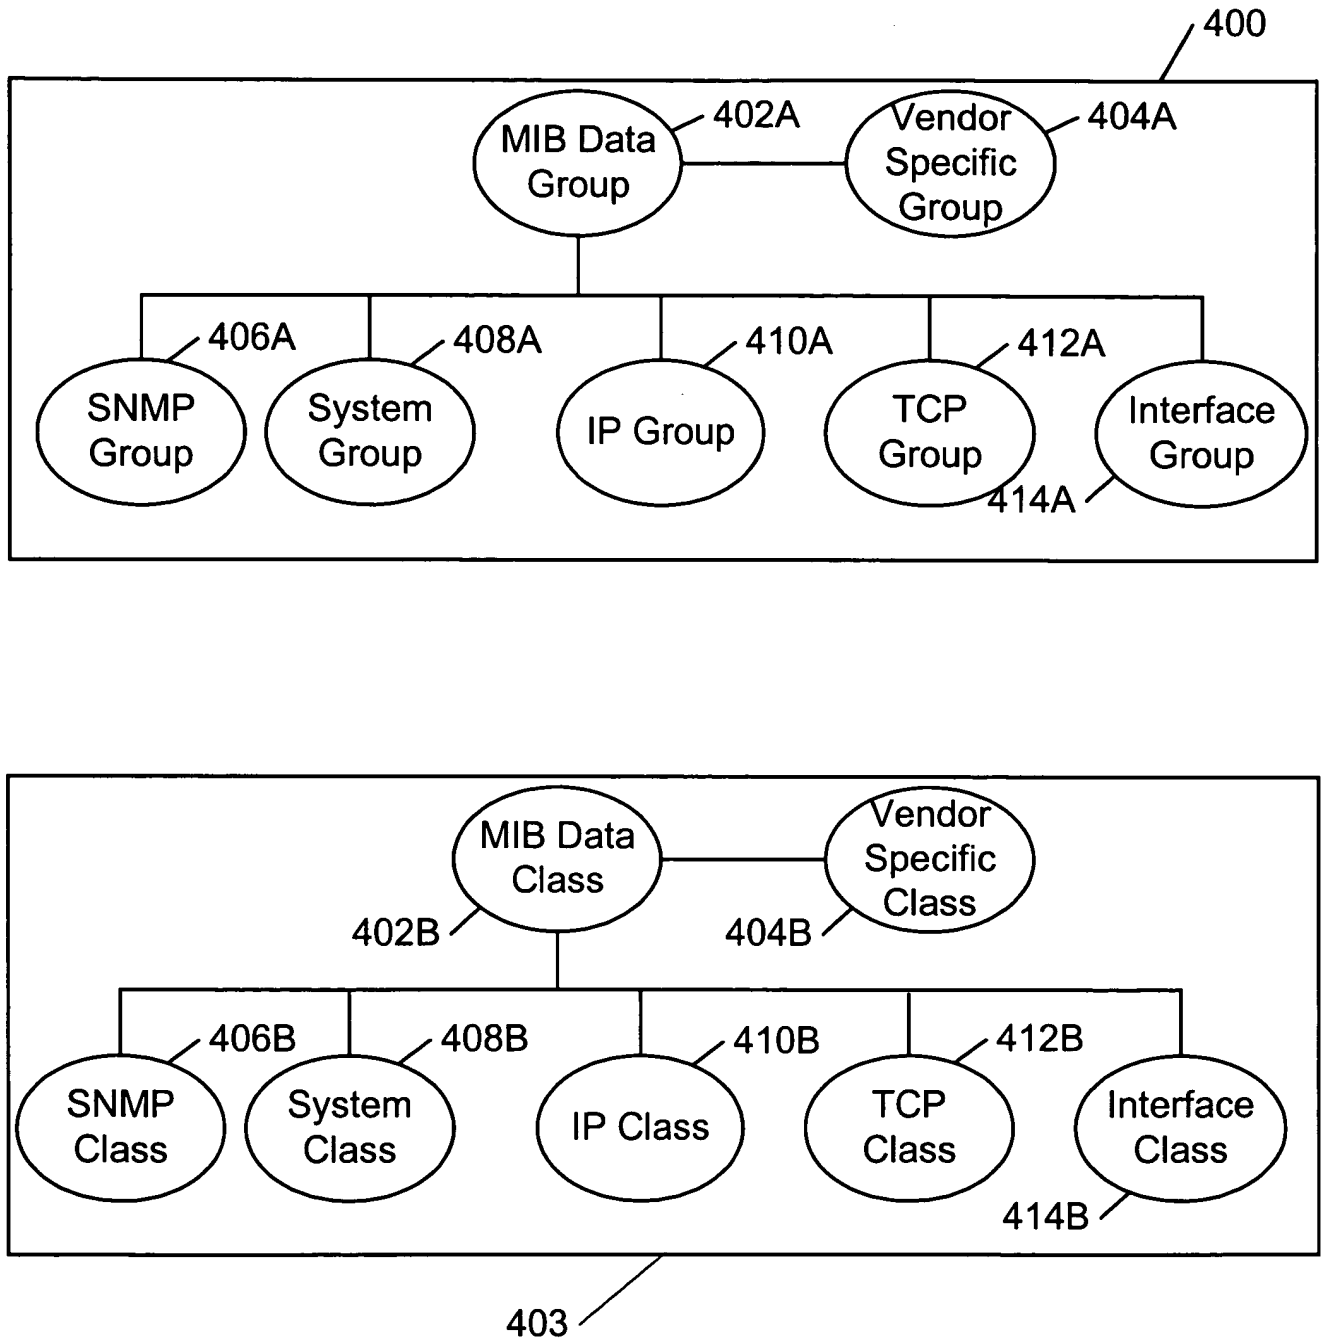 400
MIB Data
Group
402A
Vendor
Specific
Group
404A
406A
408A
410A
412A
SNMP
Group
System
Group
IP Group
TCP
Group
Interface
Group
414A
MIB Data
Class
Vendor
Specific
Class
402B
404B
406B
408B
410B
412B
SNMP
Class
System
Class
IP Class
TCP
Class
Interface
Class
414B
403